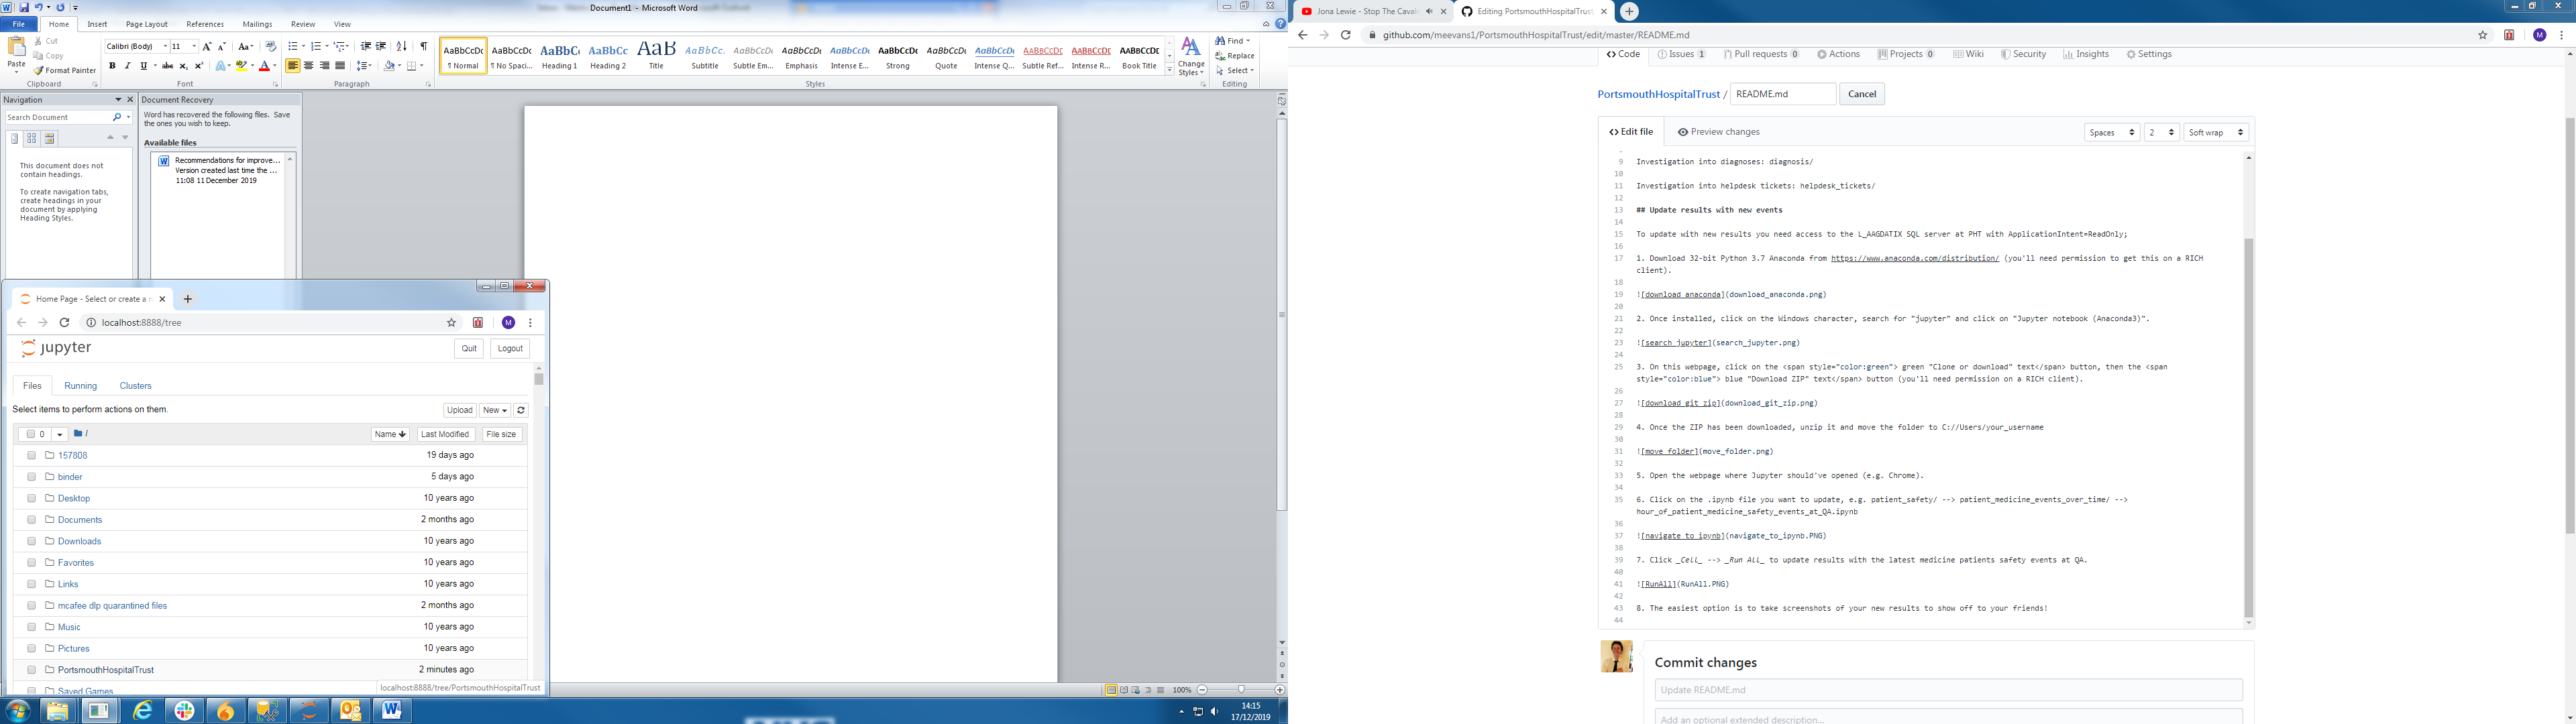 Document1 - Microsoft Word
File Home Insert Page Layout References Mailings Review View
Paste
Cut
Copy
Format Painter
Clipboard
Calibri (Body) 11
Font
Paragraph
AaBbCcDc AaBbCcDc AaBbC AaBbCc AaB AaBbCc. AaBbCcDc AaBbCcDc AaBbCcDc AaBbCcDc AaBbCcDc AaBbCcDc AaBbCcDc AaBbCcDc AaBbCcDc
¶ Normal ¶ No Spaci... Heading 1 Heading 2 Title Subtitle Subtle Em... Emphasis Intense E... Strong Quote Intense Q... Subtle Ref... Intense R... Book Title
Change Styles
Styles
Find
Replace
Select
Editing
Navigation
Search Document
This document does not
contain headings.
To create navigation tabs,
create headings in your
document by applying
Heading Styles.
Document Recovery
Word has recovered the following files. Save
the ones you wish to keep.
Available files
Recommendations for improve...
Version created last time the ...
11:08 11 December 2019
Home Page - Select or create a n
localhost:8888/tree
M
jupyter
Quit Logout
Files Running Clusters
Select items to perform actions on them.
Upload New
0 / Name Last Modified File size
157808 19 days ago
binder 5 days ago
Desktop 10 years ago
Documents 2 months ago
Downloads 10 years ago
Favorites 10 years ago
Links 10 years ago
mcafee dlp quarantined files 2 months ago
Music 10 years ago
Pictures 10 years ago
PortsmouthHospitalTrust 2 minutes ago
Saved Games
localhost:8888/tree/PortsmouthHospitalTrust
100%
14:15
17/12/2019
Jona Lewie - Stop The Caval
Editing PortsmouthHospitalTrust
github.com/meevans1/PortsmouthHospitalTrust/edit/master/README.md
M
Code Issues 1 Pull requests 0 Actions Projects 0 Wiki Security Insights Settings
PortsmouthHospitalTrust / README.md Cancel
Edit file Preview changes Spaces 2 Soft wrap
9 Investigation into diagnoses: diagnosis/
10
11 Investigation into helpdesk tickets: helpdesk_tickets/
12
13 ## Update results with new events
14
15 To update with new results you need access to the L_AAGDATIX SQL server at PHT with ApplicationIntent=ReadOnly;
16
17 1. Download 32-bit Python 3.7 Anaconda from https://www.anaconda.com/distribution/ (you'll need permission to get this on a RICH
client).
18
19 ![download anaconda](download_anaconda.png)
20
21 2. Once installed, click on the Windows character, search for "jupyter" and click on "Jupyter notebook (Anaconda3)".
22
23 ![search jupyter](search_jupyter.png)
24
25 3. On this webpage, click on the <span style="color:green"> green "Clone or download" text</span> button, then the <span
style="color:blue"> blue "Download ZIP" text</span> button (you'll need permission on a RICH client).
26
27 ![download git zip](download_git_zip.png)
28
29 4. Once the ZIP has been downloaded, unzip it and move the folder to C://Users/your_username
30
31 ![move folder](move_folder.png)
32
33 5. Open the webpage where Jupyter should've opened (e.g. Chrome).
34
35 6. Click on the .ipynb file you want to update, e.g. patient_safety/ --> patient_medicine_events_over_time/ -->
hour_of_patient_medicine_safety_events_at_QA.ipynb
36
37 ![navigate to ipynb](navigate_to_ipynb.PNG)
38
39 7. Click _Cell_ --> _Run ALL_ to update results with the latest medicine patients safety events at QA.
40
41 ![RunAll](RunAll.PNG)
42
43 8. The easiest option is to take screenshots of your new results to show off to your friends!
44
Commit changes
Update README.md
Add an optional extended description...